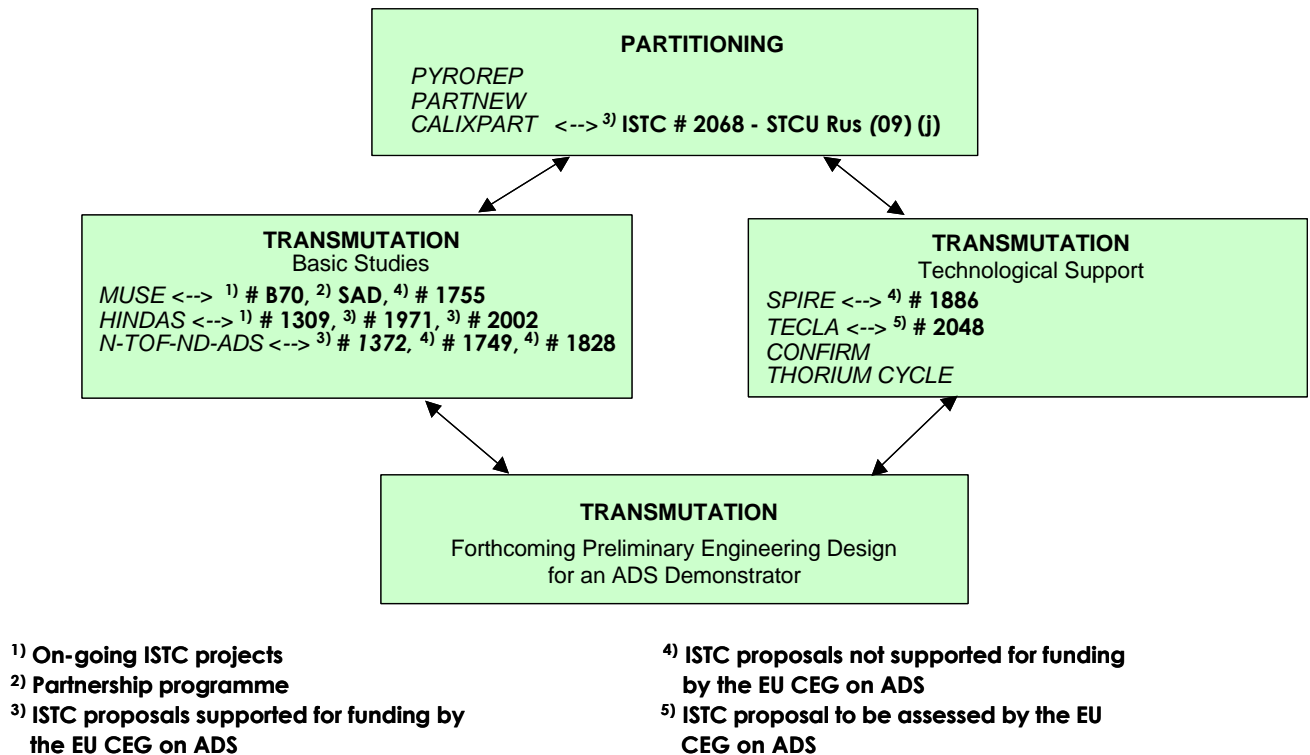 PARTITIONING
PYROREP
PARTNEW
CALIXPART <--> 3) ISTC # 2068 - STCU Rus (09) (j)
TRANSMUTATION
Basic Studies
MUSE <--> 1) # B70, 2) SAD, 4) # 1755
HINDAS <--> 1) # 1309, 3) # 1971, 3) # 2002
N-TOF-ND-ADS <--> 3) # 1372, 4) # 1749, 4) # 1828
TRANSMUTATION
Technological Support
SPIRE <--> 4) # 1886
TECLA <--> 5) # 2048
CONFIRM
THORIUM CYCLE
TRANSMUTATION
Forthcoming Preliminary Engineering Design
for an ADS Demonstrator
1) On-going ISTC projects
2) Partnership programme
3) ISTC proposals supported for funding by
the EU CEG on ADS
4) ISTC proposals not supported for funding
by the EU CEG on ADS
5) ISTC proposal to be assessed by the EU
CEG on ADS